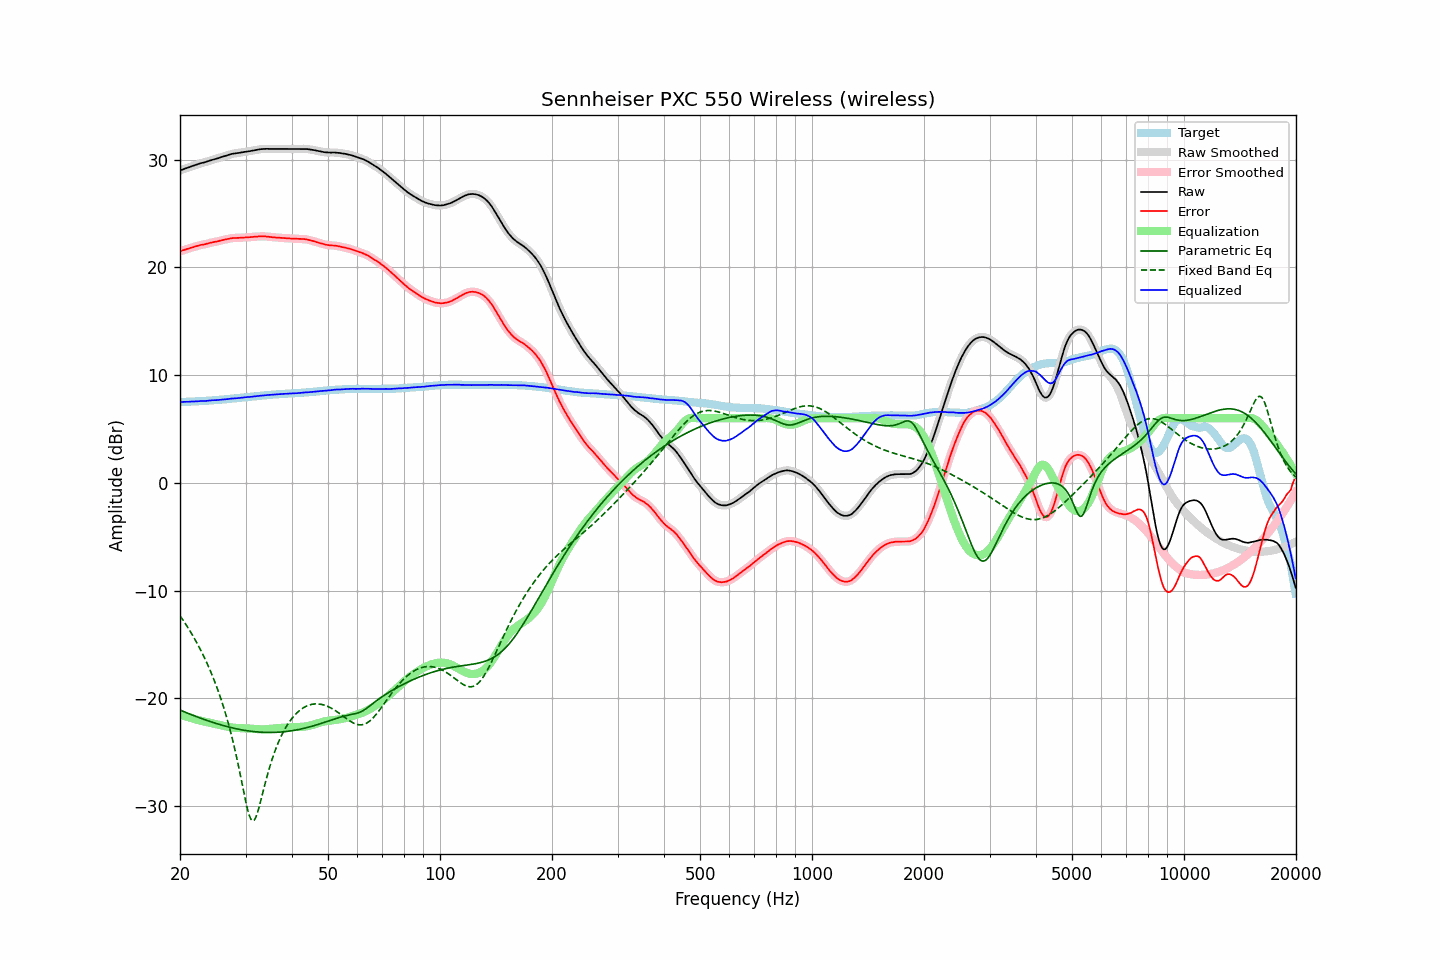 Sennheiser PXC 550 Wireless (wireless)
Amplitude (dBr)
30
20
10
0
−10
−20
−30
Target
Raw Smoothed
Error Smoothed
Raw
Error
Equalization
Parametric Eq
Fixed Band Eq
Equalized
20 50 100 200 500 1000 2000 5000 10000 20000
Frequency (Hz)